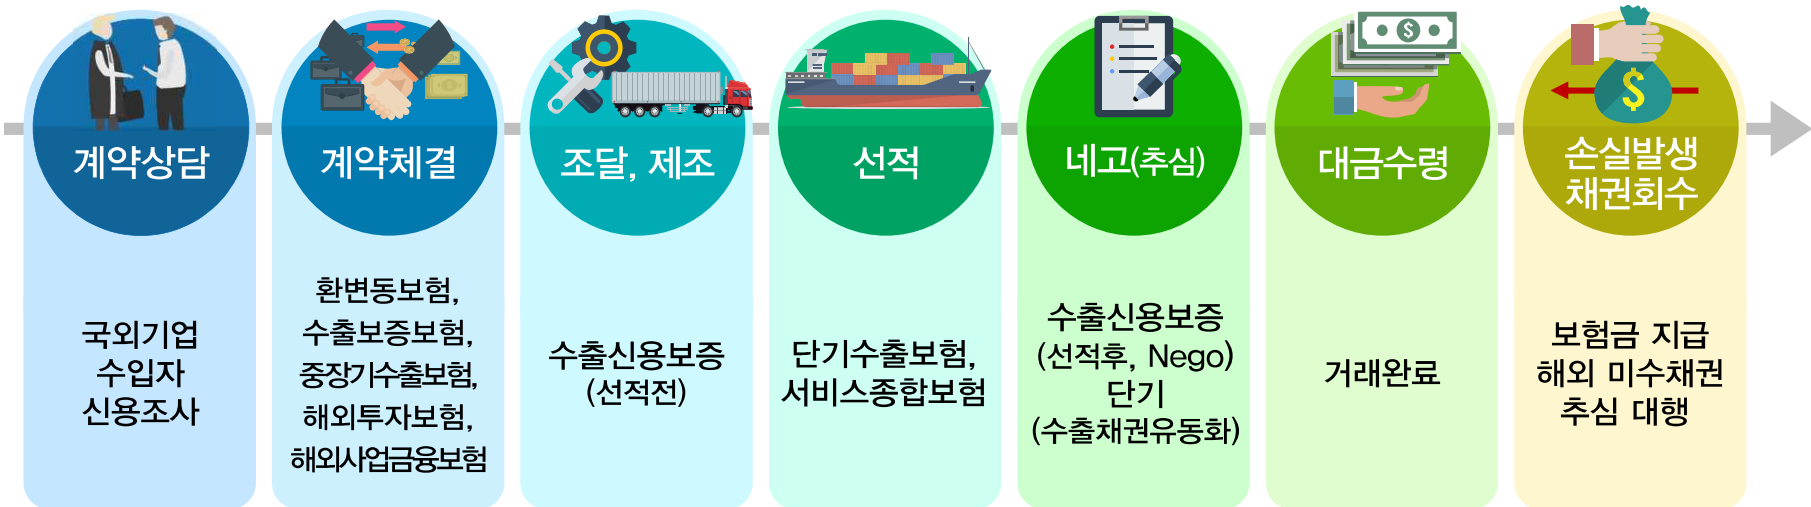 계약상담
국외기업
수입자
신용조사
계약체결
환변동보험,
수출보증보험,
중장기수출보험,
해외투자보험,
해외사업금융보험
조달, 제조
수출신용보증
(선적전)
선적
단기수출보험,
서비스종합보험
네고(추심)
수출신용보증
(선적후, Nego)
단기
(수출채권유동화)
대금수령
거래완료
손실발생
채권회수
보험금 지급
해외 미수채권
추심 대행